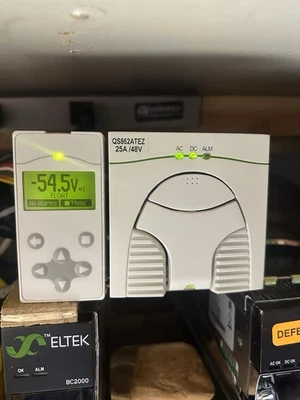 QS862ATEZ
25A /48V
AC DC ALM
-54.5V
FLOAT
No Alarms Menu
™ELTEK
OK ALM
BC2000
DEFE
AC OK DC OK